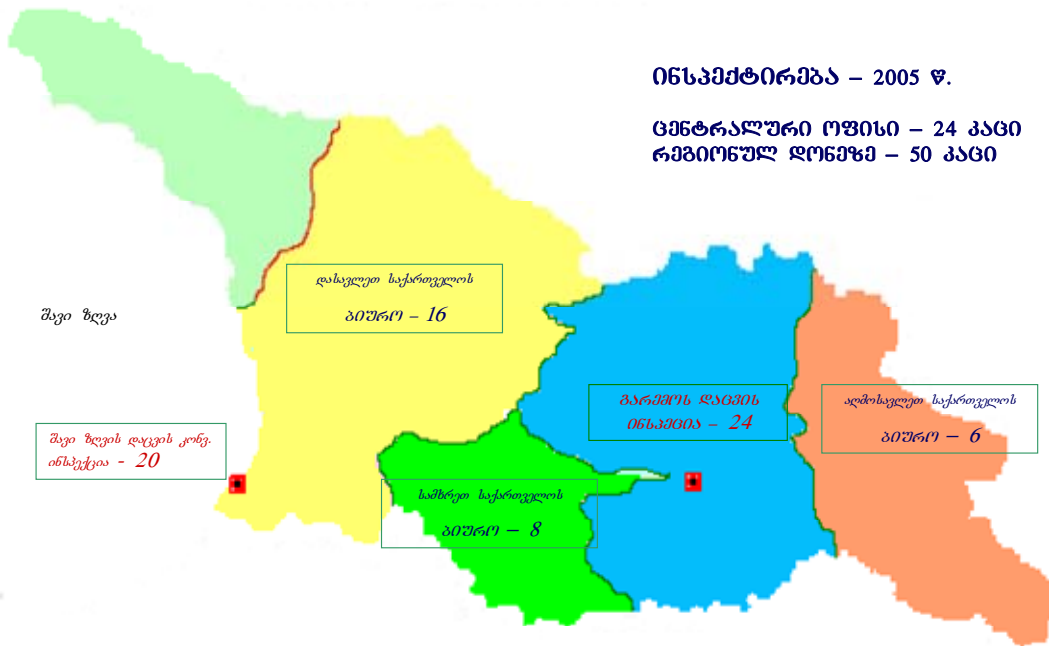 ინსპექტირება – 2005 წ.
ცენტრალური ოფისი – 24 კაცი
რეგიონულ დონეზე – 50 კაცი
დასავლეთ საქართველოს
ბიურო – 16
შავი ზღვა
გარემოს დაცვის
ინსპეცია – 24
აღმოსავლეთ საქართველოს
ბიურო – 6
შავი ზღვის დაცვის კონვ.
ინსპექცია - 20
სამხრეთ საქართველოს
ბიურო – 8